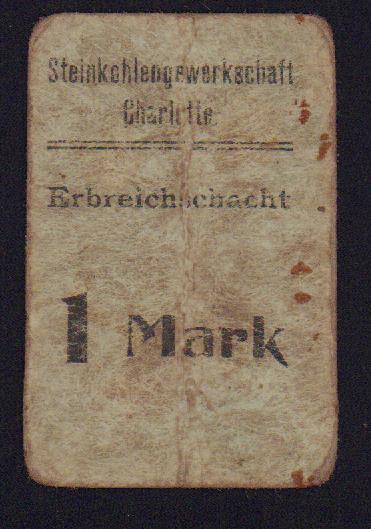 Steinkohlengewerkschaft
Charlotte
Erbreichschacht
1 Mark